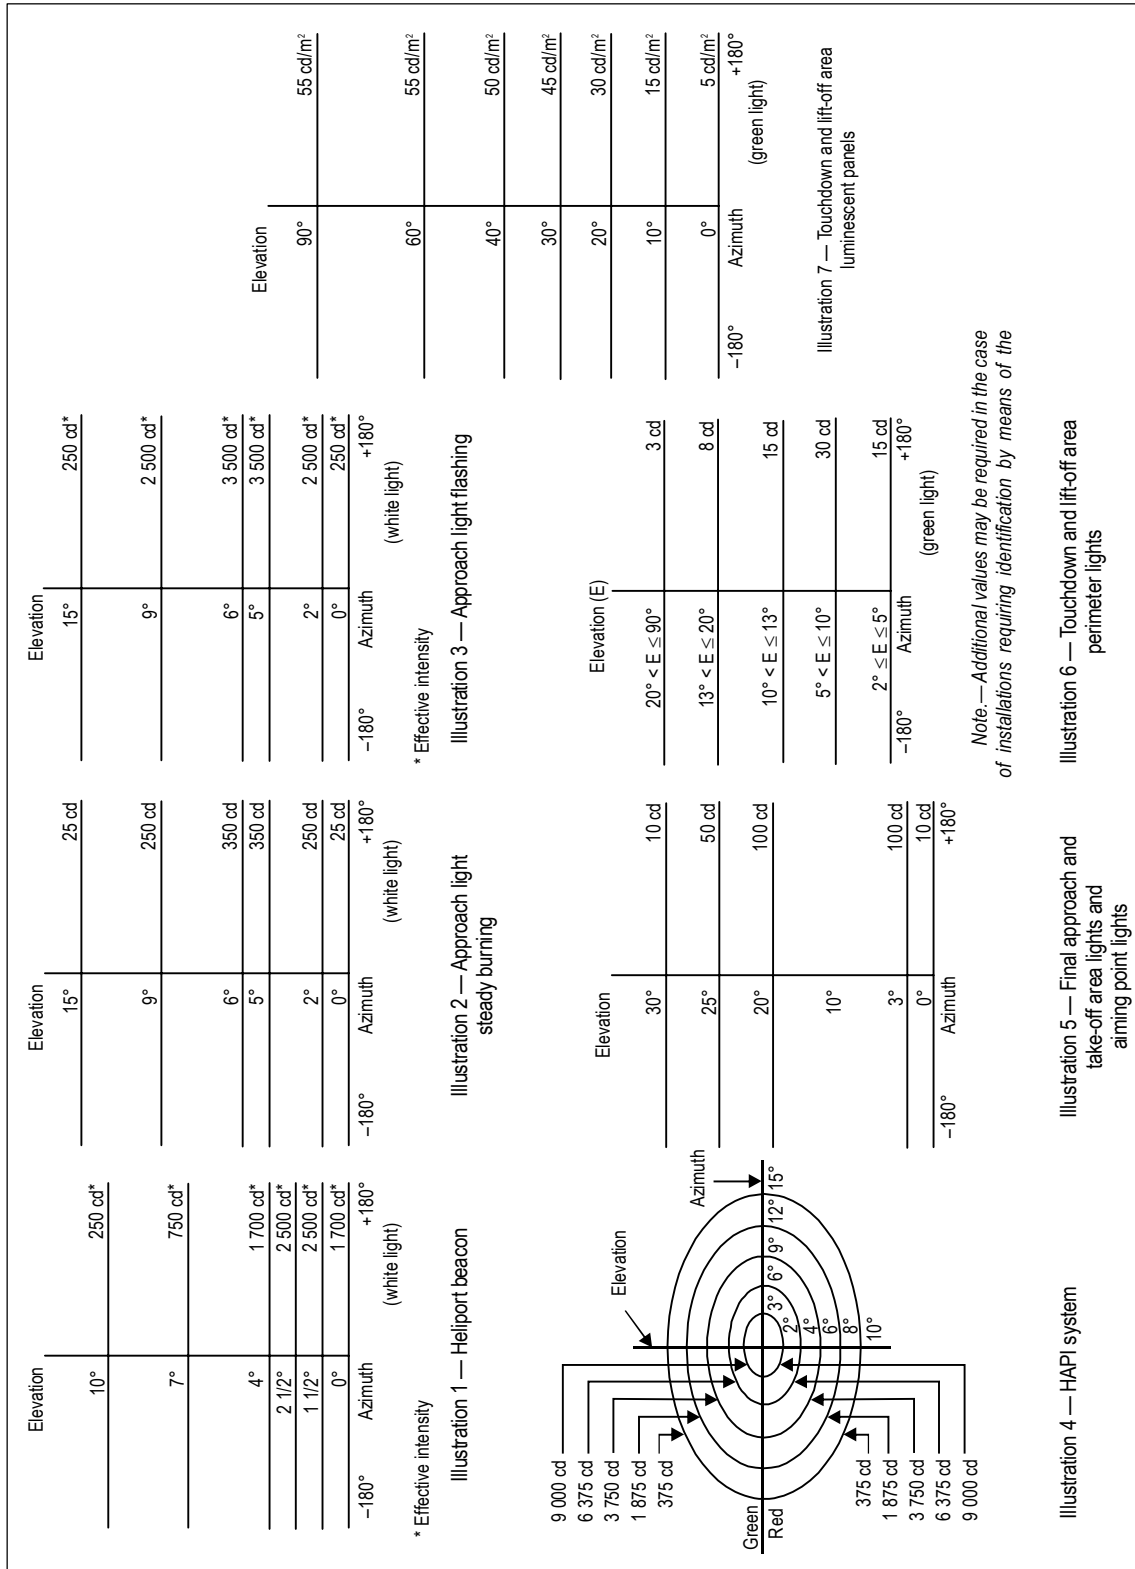 Elevation
10° 250 cd*
7° 750 cd*
4° 1 700 cd*
2 1/2° 2 500 cd*
1 1/2° 2 500 cd*
0° 1 700 cd*
–180° Azimuth +180°
(white light)
* Effective intensity
Illustration 1 — Heliport beacon
Elevation
15° 25 cd
9° 250 cd
6° 350 cd
5° 350 cd
2° 250 cd
0° 25 cd
–180° Azimuth +180°
(white light)
Illustration 2 — Approach light
steady burning
Elevation
15° 250 cd*
9° 2 500 cd*
6° 3 500 cd*
5° 3 500 cd*
2° 2 500 cd*
0° 250 cd*
–180° Azimuth +180°
(white light)
* Effective intensity
Illustration 3 — Approach light flashing
9 000 cd
6 375 cd
3 750 cd
1 875 cd
375 cd
Elevation
Azimuth
Green
Red
3° 6° 9° 12° 15°
2°
4°
6°
8°
10°
375 cd
1 875 cd
3 750 cd
6 375 cd
9 000 cd
Illustration 4 — HAPI system
Elevation
30° 10 cd
25° 50 cd
20° 100 cd
10°
3° 100 cd
0° 10 cd
–180° Azimuth +180°
Illustration 5 — Final approach and
take-off area lights and
aiming point lights
Elevation (E)
20° < E ≤ 90° 3 cd
13° < E ≤ 20° 8 cd
10° < E ≤ 13° 15 cd
5° < E ≤ 10° 30 cd
2° ≤ E ≤ 5° 15 cd
–180° Azimuth +180°
(green light)
Note.— Additional values may be required in the case
of installations requiring identification by means of the
Illustration 6 — Touchdown and lift-off area
perimeter lights
Elevation
90° 55 cd/m²
60° 55 cd/m²
40° 50 cd/m²
30° 45 cd/m²
20° 30 cd/m²
10° 15 cd/m²
0° 5 cd/m²
–180° Azimuth +180°
(green light)
Illustration 7 — Touchdown and lift-off area
luminescent panels